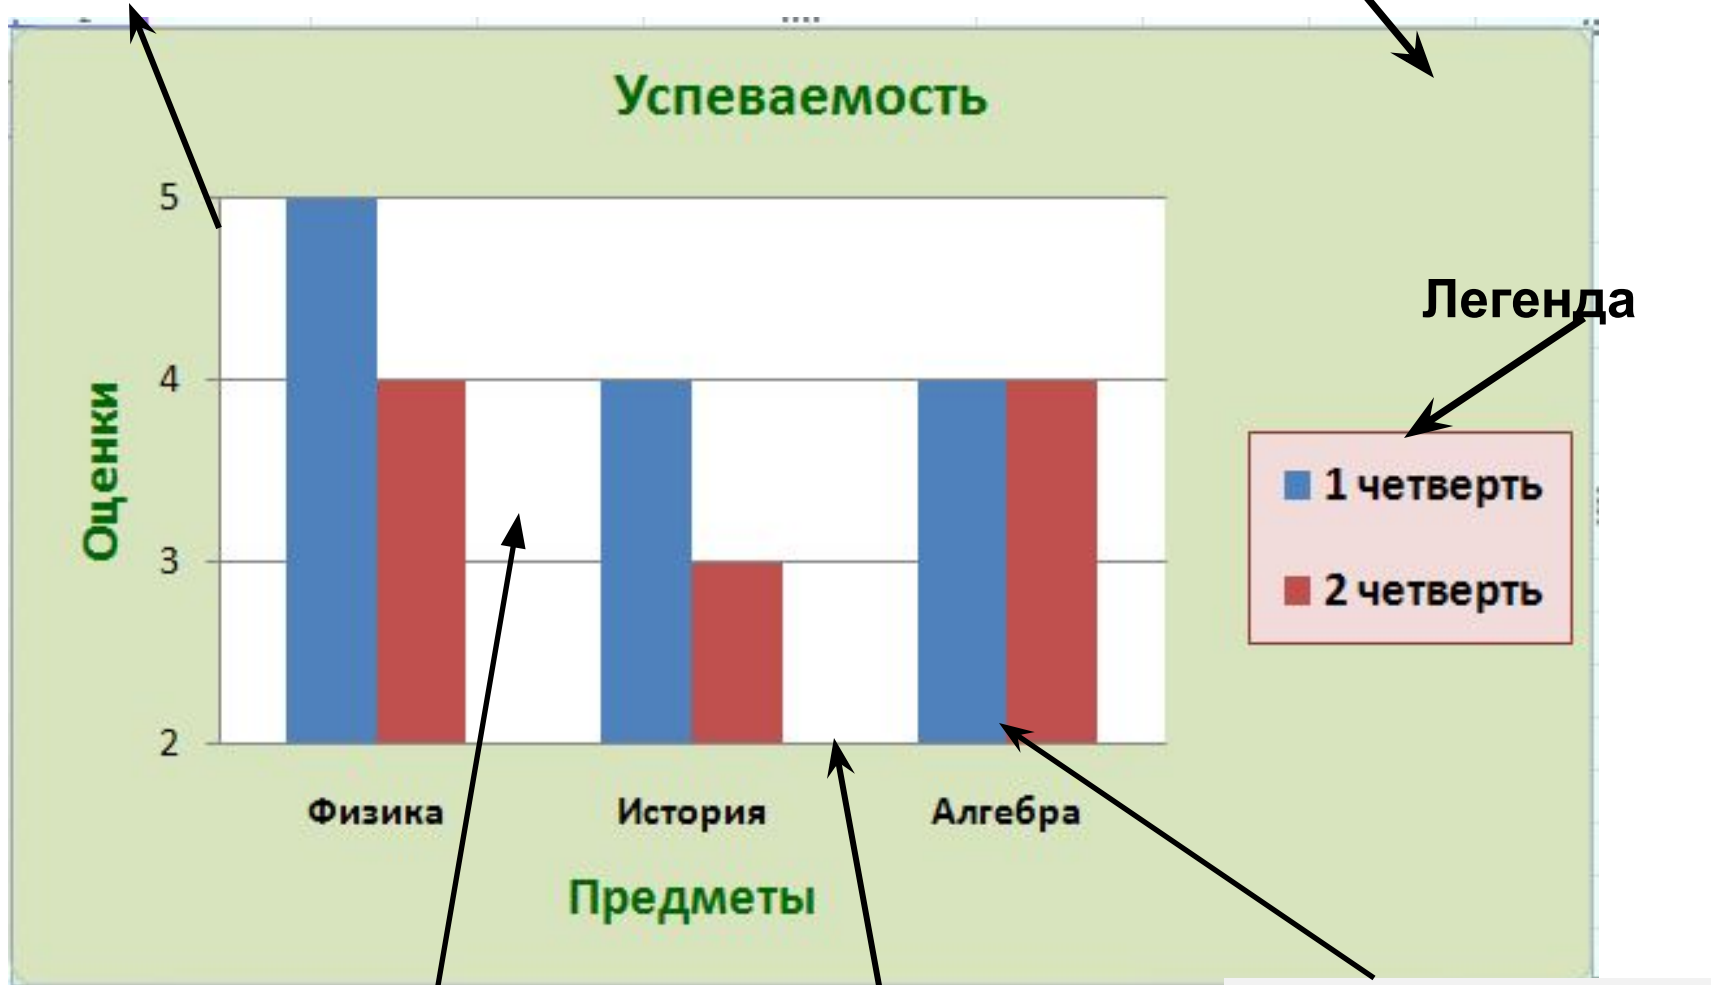 Успеваемость
5
Легенда
4
Оценки
1 четверть
3
2 четверть
2
Физика История Алгебра
Предметы